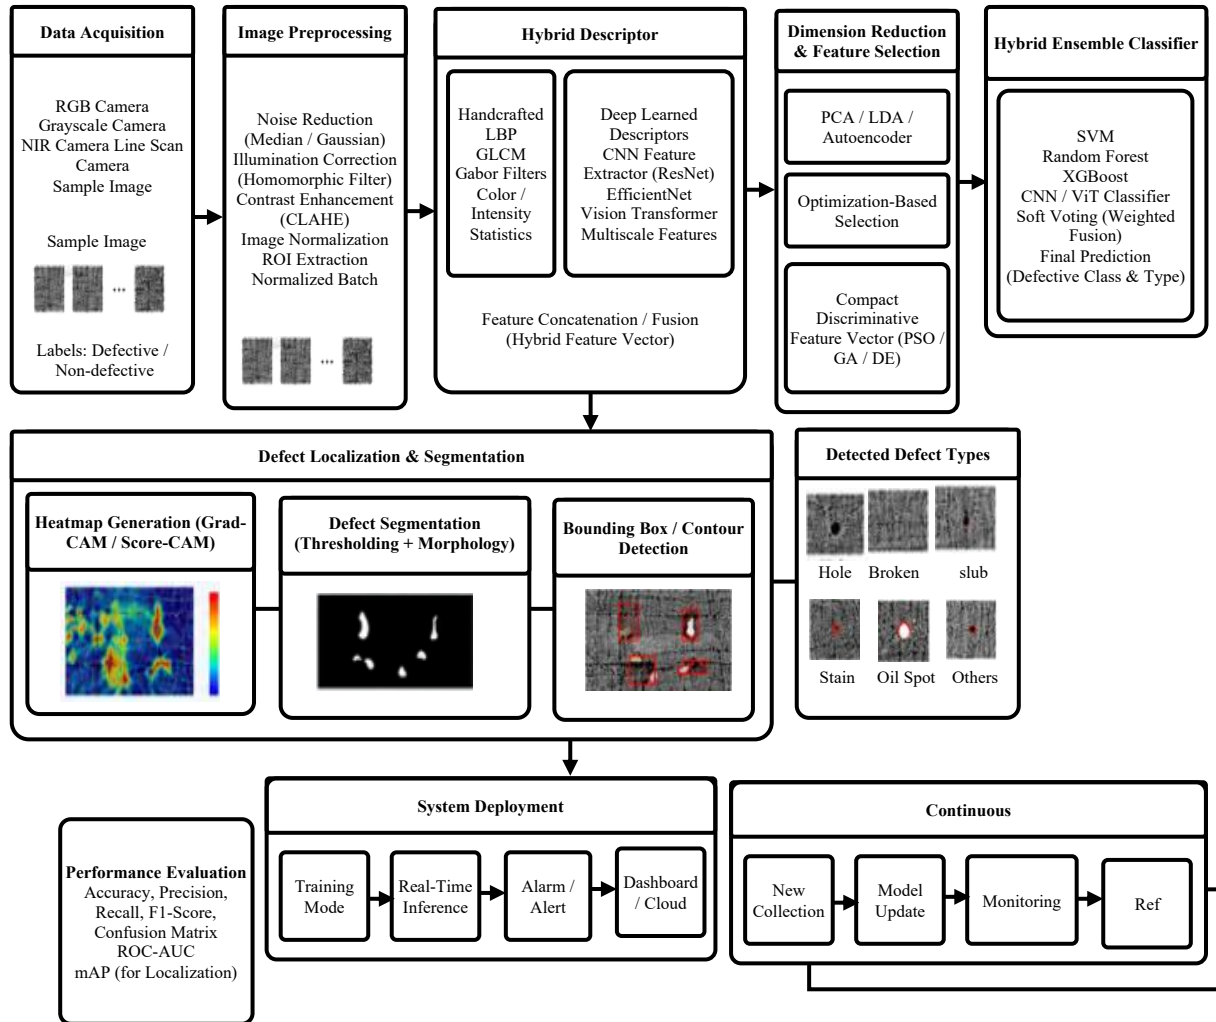 Data Acquisition
RGB Camera
Grayscale Camera
NIR Camera Line Scan
Camera
Sample Image
Sample Image
...
Labels: Defective /
Non-defective
Image Preprocessing
Noise Reduction
(Median / Gaussian)
Illumination Correction
(Homomorphic Filter)
Contrast Enhancement
(CLAHE)
Image Normalization
ROI Extraction
Normalized Batch
...
Hybrid Descriptor
Handcrafted
LBP
GLCM
Gabor Filters
Color /
Intensity
Statistics
Deep Learned
Descriptors
CNN Feature
Extractor (ResNet)
EfficientNet
Vision Transformer
Multiscale Features
Feature Concatenation / Fusion
(Hybrid Feature Vector)
Dimension Reduction
& Feature Selection
PCA / LDA /
Autoencoder
Optimization-Based
Selection
Compact
Discriminative
Feature Vector (PSO /
GA / DE)
Hybrid Ensemble Classifier
SVM
Random Forest
XGBoost
CNN / ViT Classifier
Soft Voting (Weighted
Fusion)
Final Prediction
(Defective Class & Type)
Defect Localization & Segmentation
Heatmap Generation (Grad-
CAM / Score-CAM)
Defect Segmentation
(Thresholding + Morphology)
Bounding Box / Contour
Detection
Detected Defect Types
Hole
Broken
slub
Stain
Oil Spot
Others
Performance Evaluation
Accuracy, Precision,
Recall, F1-Score,
Confusion Matrix
ROC-AUC
mAP (for Localization)
System Deployment
Training
Mode
Real-Time
Inference
Alarm /
Alert
Dashboard
/ Cloud
Continuous
New
Collection
Model
Update
Monitoring
Ref